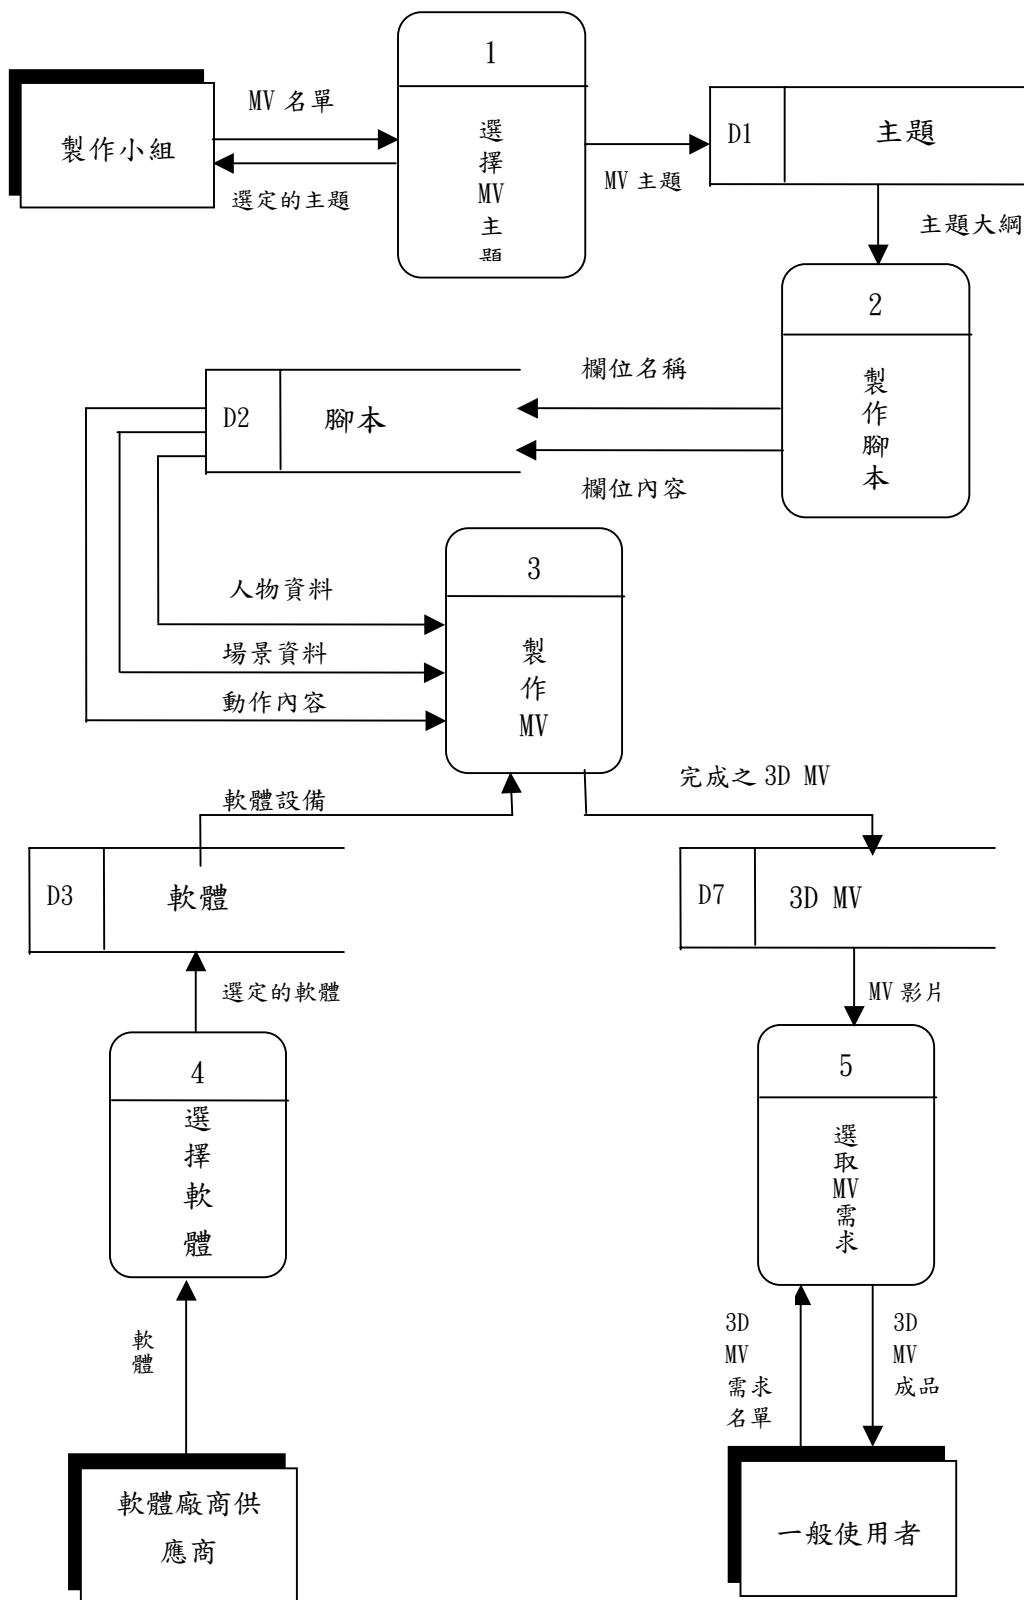 1
選
擇
MV
主
題
製作小組
MV 名單
選定的主題
MV 主題
D1
主題
主題大綱
2
製
作
腳
本
欄位名稱
欄位內容
D2
腳本
人物資料
場景資料
動作內容
3
製
作
MV
軟體設備
完成之 3D MV
D3
軟體
D7
3D MV
選定的軟體
MV 影片
4
選
擇
軟
體
5
選
取
MV
需
求
軟
體
3D
MV
需求
名單
3D
MV
成品
軟體廠商供
應商
一般使用者